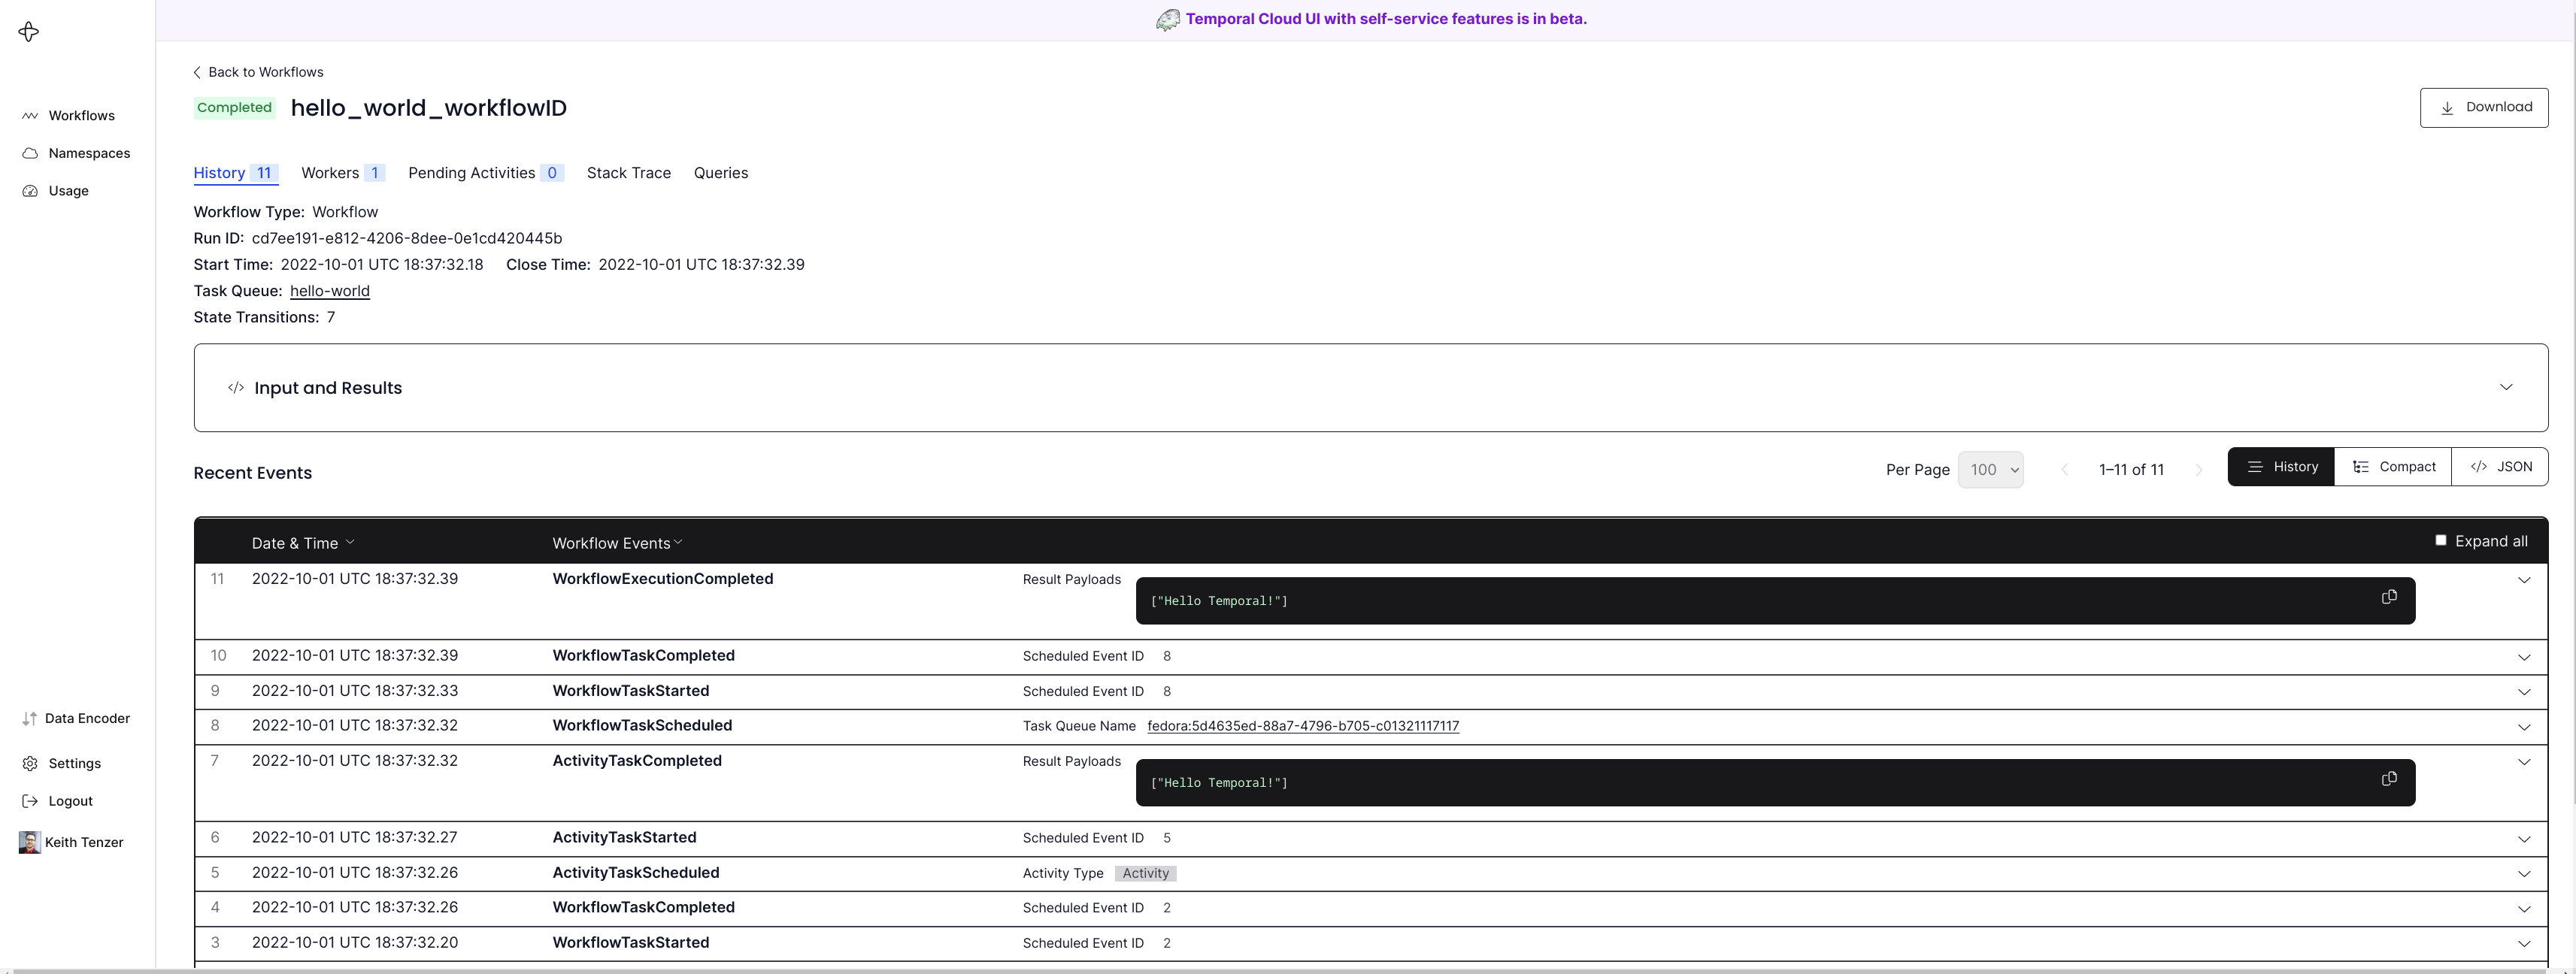 Temporal Cloud UI with self-service features is in beta.
Workflows
Namespaces
Usage
Data Encoder
Settings
Logout
Keith Tenzer
Back to Workflows
Completed hello_world_workflowID
Download
History 11 Workers 1 Pending Activities 0 Stack Trace Queries
Workflow Type: Workflow
Run ID: cd7ee191-e812-4206-8dee-0e1cd420445b
Start Time: 2022-10-01 UTC 18:37:32.18 Close Time: 2022-10-01 UTC 18:37:32.39
Task Queue: hello-world
State Transitions: 7
</> Input and Results
Recent Events
Per Page 100 1–11 of 11 History Compact </> JSON
Date & Time Workflow Events Expand all
11 2022-10-01 UTC 18:37:32.39 WorkflowExecutionCompleted Result Payloads
["Hello Temporal!"]
10 2022-10-01 UTC 18:37:32.39 WorkflowTaskCompleted Scheduled Event ID 8
9 2022-10-01 UTC 18:37:32.33 WorkflowTaskStarted Scheduled Event ID 8
8 2022-10-01 UTC 18:37:32.32 WorkflowTaskScheduled Task Queue Name fedora:5d4635ed-88a7-4796-b705-c01321117117
7 2022-10-01 UTC 18:37:32.32 ActivityTaskCompleted Result Payloads
["Hello Temporal!"]
6 2022-10-01 UTC 18:37:32.27 ActivityTaskStarted Scheduled Event ID 5
5 2022-10-01 UTC 18:37:32.26 ActivityTaskScheduled Activity Type Activity
4 2022-10-01 UTC 18:37:32.26 WorkflowTaskCompleted Scheduled Event ID 2
3 2022-10-01 UTC 18:37:32.20 WorkflowTaskStarted Scheduled Event ID 2